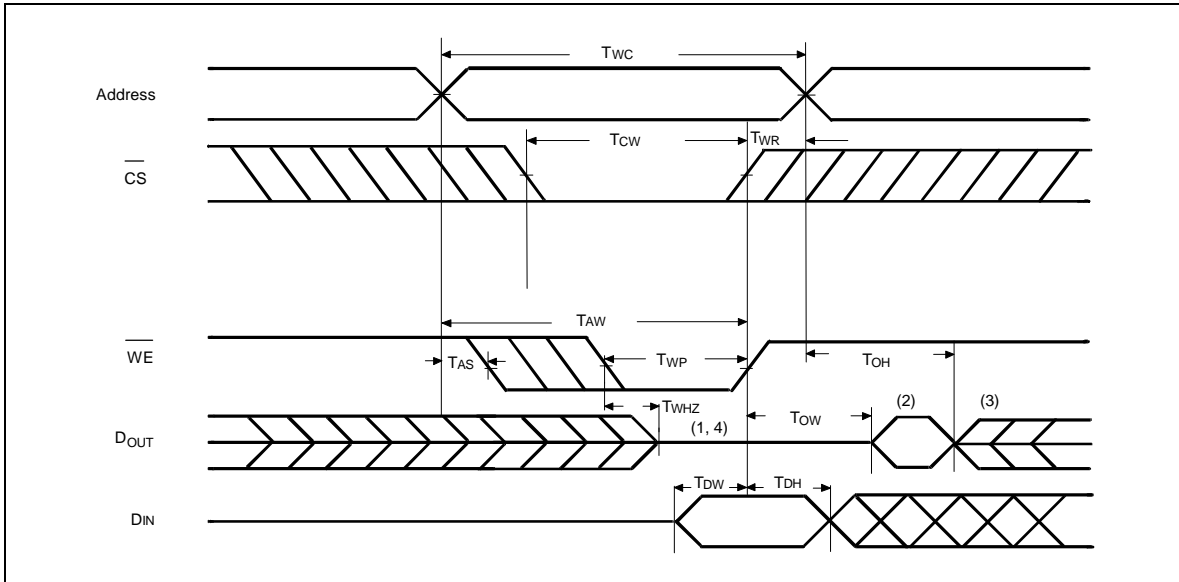 TWC
Address
TCW
TWR
CS
TAW
WE
TAS
TWP
TOH
TWHZ
TOW
(2)
(3)
DOUT
(1, 4)
TDW
TDH
DIN